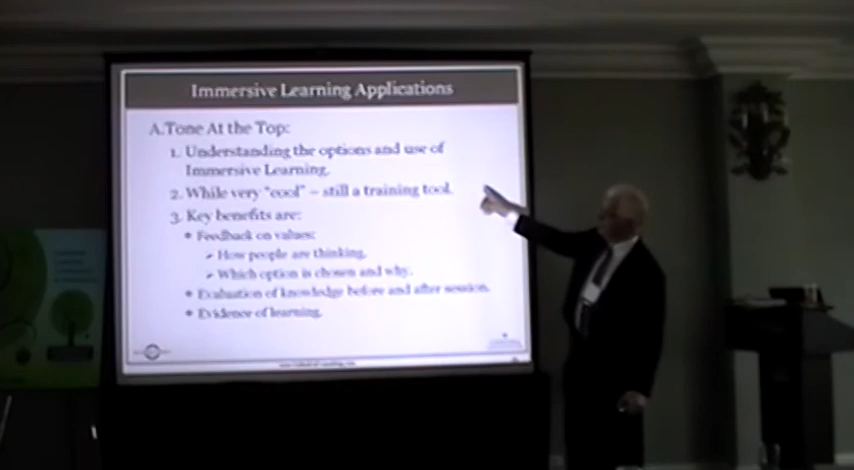 Immersive Learning Applications
A.Tone At the Top:
1. Understanding the options and use of
Immersive Learning.
2. While very "cool" – still a training tool.
3. Key benefits are:
Feedback on values:
How people are thinking.
Which option is chosen and why.
Evaluation of knowledge before and after session.
Evidence of learning.